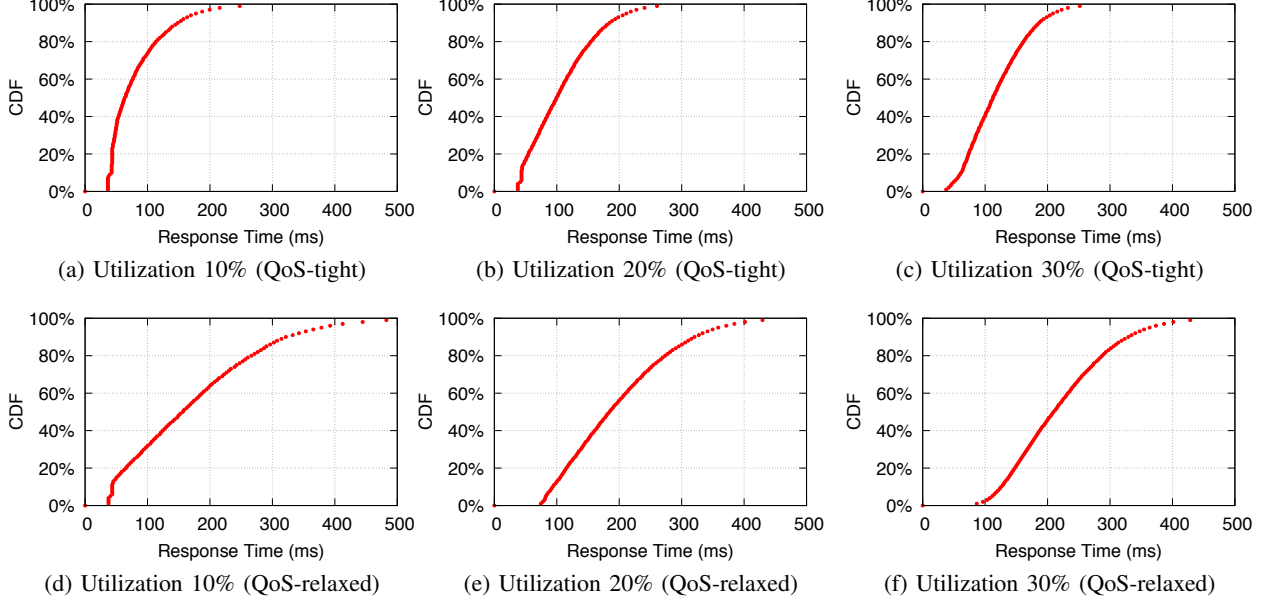 100%
80%
60%
40%
20%
0%
CDF
0 100 200 300 400 500
Response Time (ms)
(a) Utilization 10% (QoS-tight)
100%
80%
60%
40%
20%
0%
CDF
0 100 200 300 400 500
Response Time (ms)
(b) Utilization 20% (QoS-tight)
100%
80%
60%
40%
20%
0%
CDF
0 100 200 300 400 500
Response Time (ms)
(c) Utilization 30% (QoS-tight)
100%
80%
60%
40%
20%
0%
CDF
0 100 200 300 400 500
Response Time (ms)
(d) Utilization 10% (QoS-relaxed)
100%
80%
60%
40%
20%
0%
CDF
0 100 200 300 400 500
Response Time (ms)
(e) Utilization 20% (QoS-relaxed)
100%
80%
60%
40%
20%
0%
CDF
0 100 200 300 400 500
Response Time (ms)
(f) Utilization 30% (QoS-relaxed)